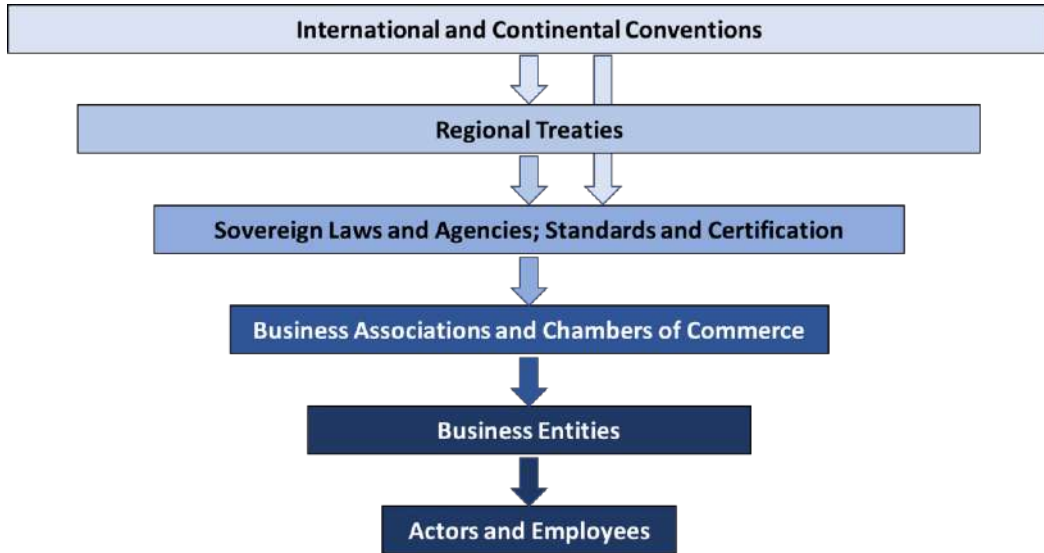 International and Continental Conventions
Regional Treaties
Sovereign Laws and Agencies; Standards and Certification
Business Associations and Chambers of Commerce
Business Entities
Actors and Employees